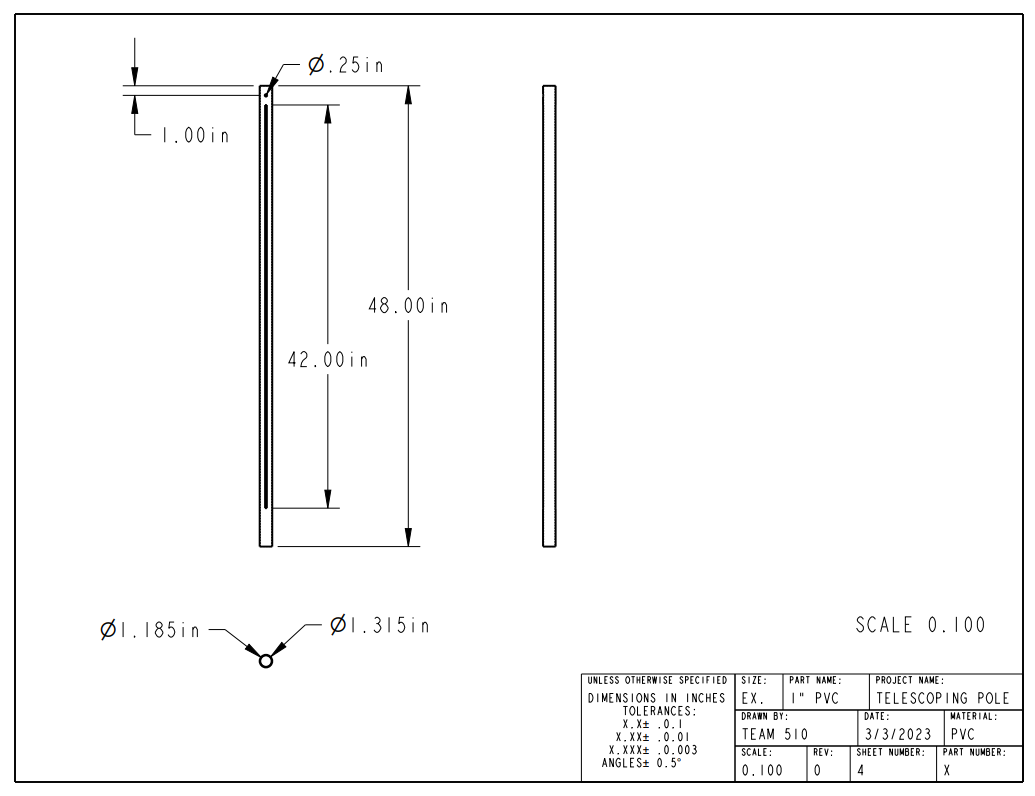 Ø.25in
1.00in
48.00in
42.00in
Ø1.185in
Ø1.315in
SCALE 0.100
UNLESS OTHERWISE SPECIFIED
DIMENSIONS IN INCHES
TOLERANCES:
X.X± .0.1
X.XX± .0.01
X.XXX± .0.003
ANGLES± 0.5°
SIZE: PART NAME: PROJECT NAME:
EX. 1" PVC TELESCOPING POLE
DRAWN BY: DATE: MATERIAL:
TEAM 510 3/3/2023 PVC
SCALE: REV: SHEET NUMBER: PART NUMBER:
0.100 0 4 X